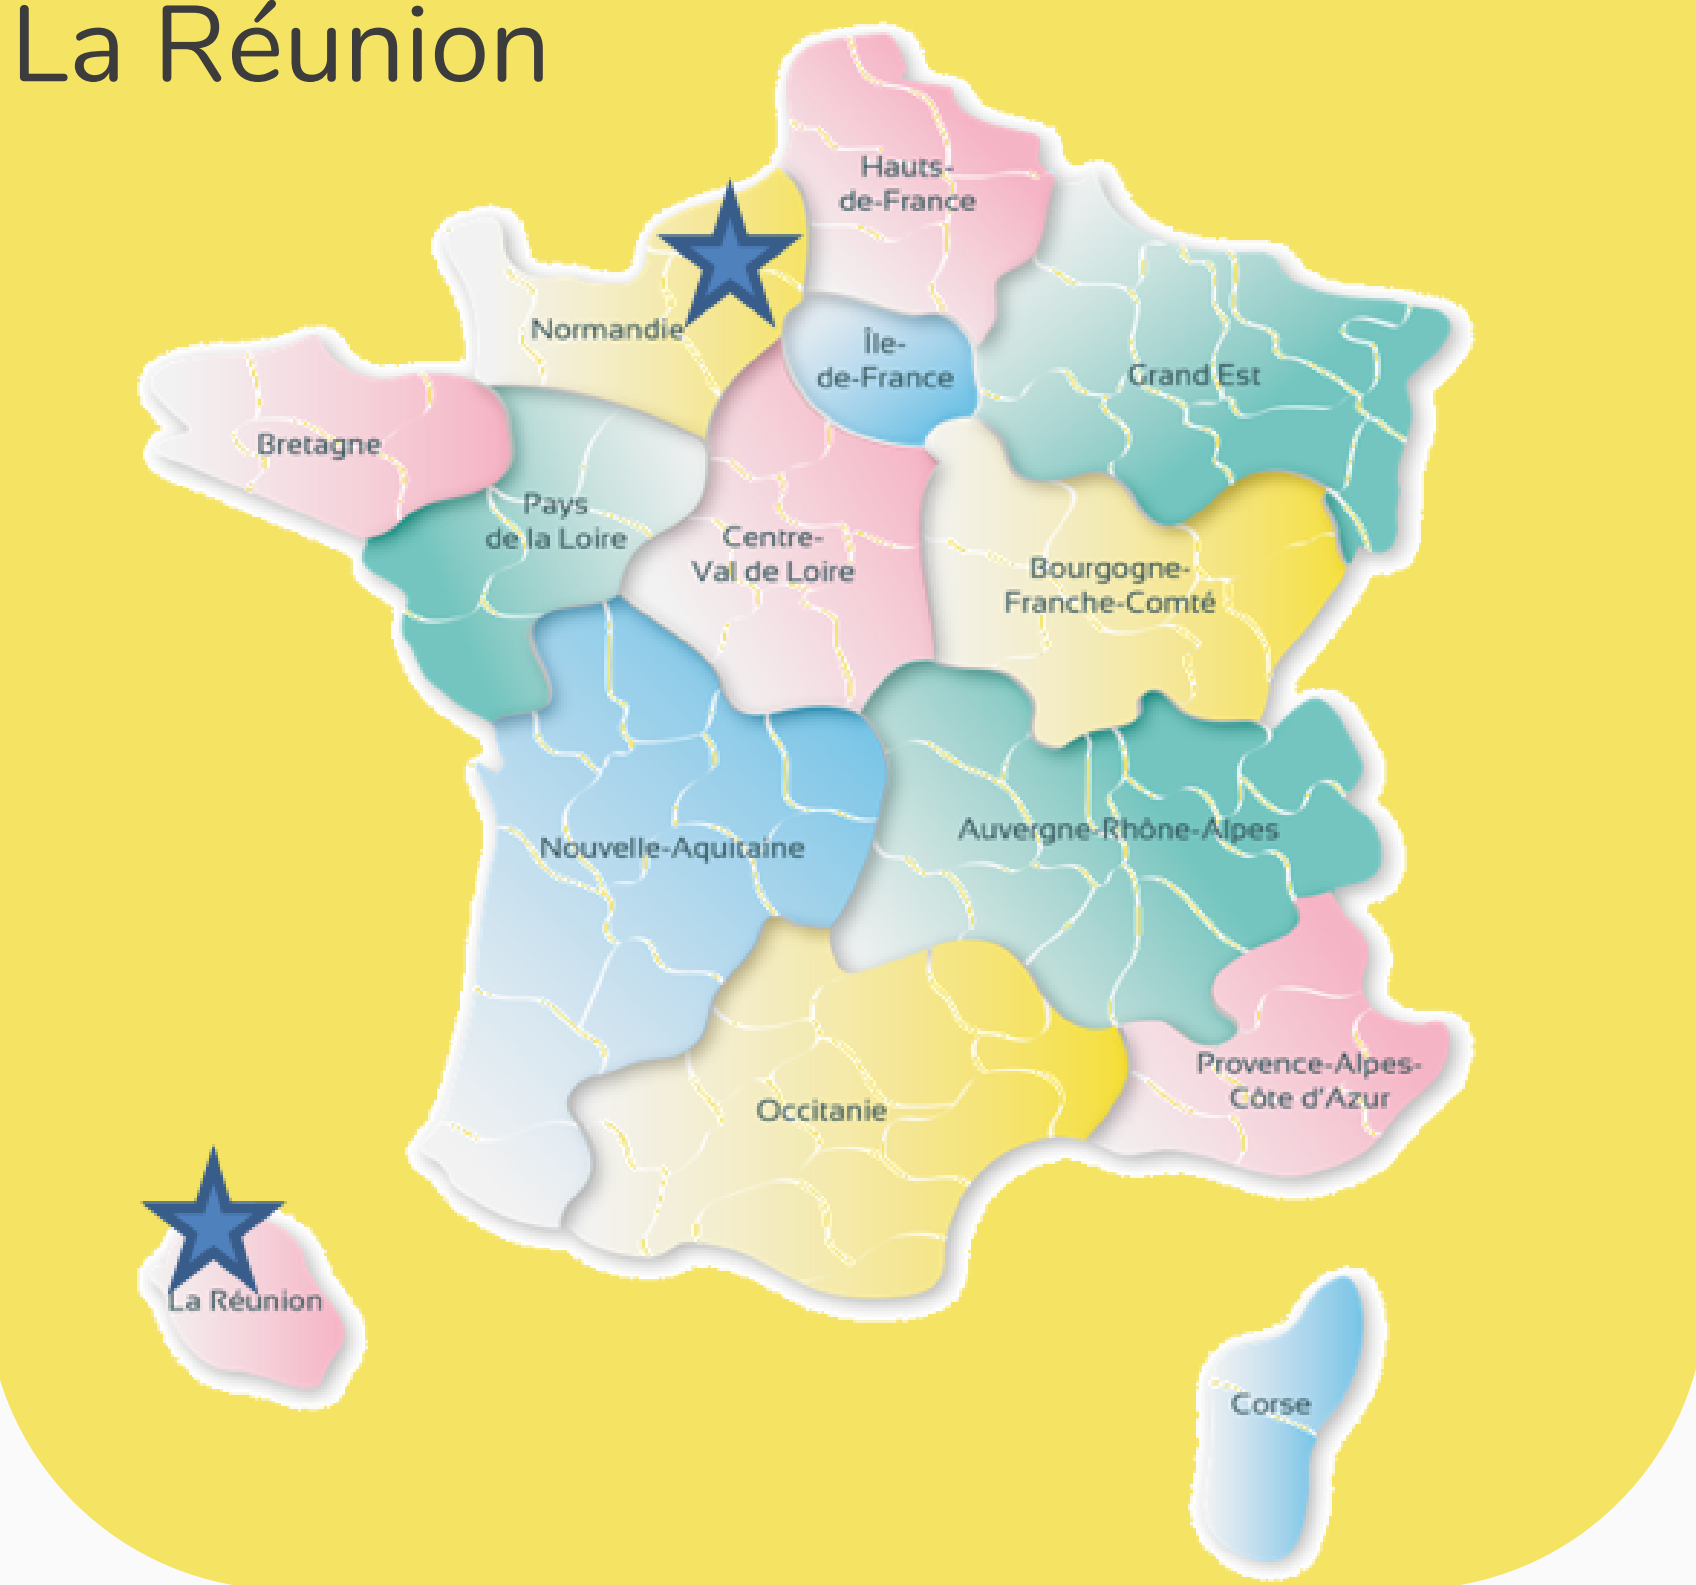 La Réunion
Hauts-
de-France
Normandie
Île-
de-France
Grand Est
Bretagne
Pays
de la Loire
Centre-
Val de Loire
Bourgogne-
Franche-Comté
Nouvelle-Aquitaine
Auvergne-Rhône-Alpes
Provence-Alpes-
Côte d'Azur
Occitanie
La Réunion
Corse